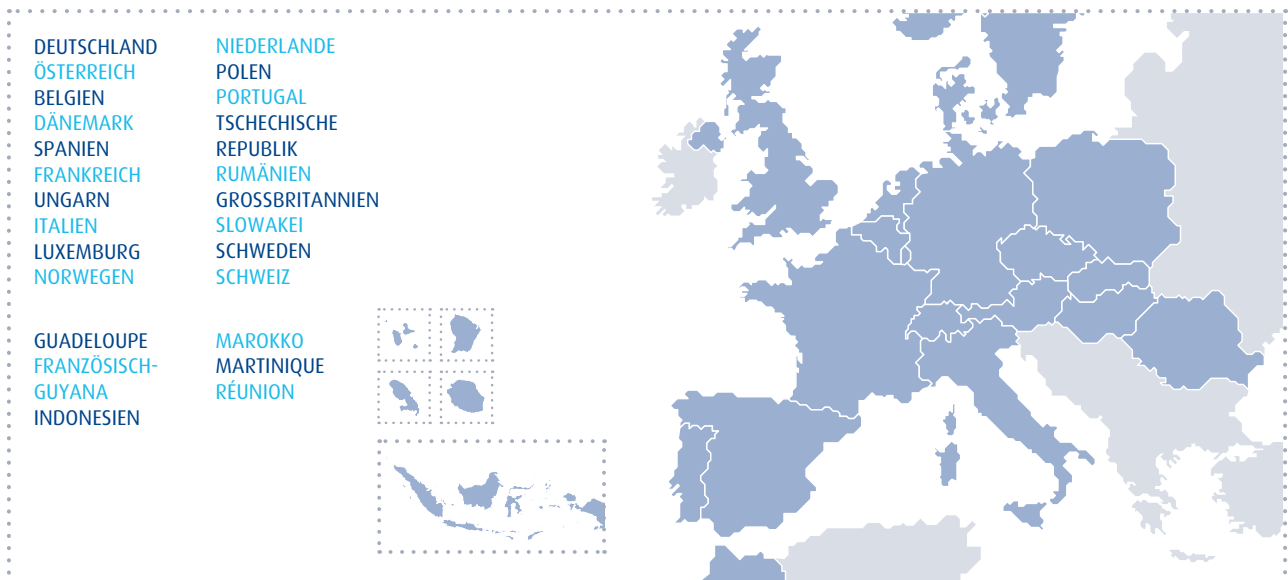 DEUTSCHLAND
ÖSTERREICH
BELGIEN
DÄNEMARK
SPANIEN
FRANKREICH
UNGARN
ITALIEN
LUXEMBURG
NORWEGEN
NIEDERLANDE
POLEN
PORTUGAL
TSCHECHISCHE
REPUBLIK
RUMÄNIEN
GROSSBRITANNIEN
SLOWAKEI
SCHWEDEN
SCHWEIZ
GUADELOUPE
FRANZÖSISCH-
GUYANA
INDONESIEN
MAROKKO
MARTINIQUE
RÉUNION